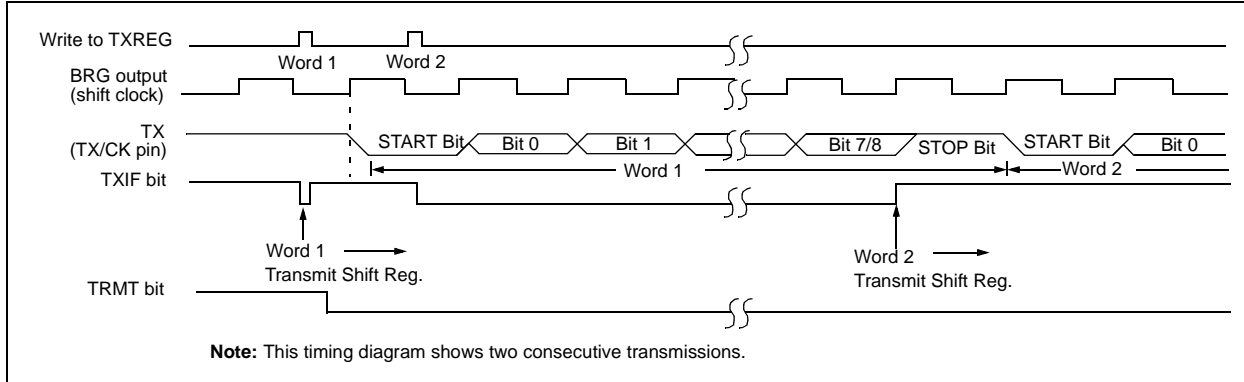 Write to TXREG
Word 1
Word 2
BRG output
(shift clock)
TX
(TX/CK pin)
START Bit
Bit 0
Bit 1
Bit 7/8
STOP Bit
START Bit
Bit 0
Word 1
Word 2
TXIF bit
Word 1
Transmit Shift Reg.
Word 2
Transmit Shift Reg.
TRMT bit
Note: This timing diagram shows two consecutive transmissions.